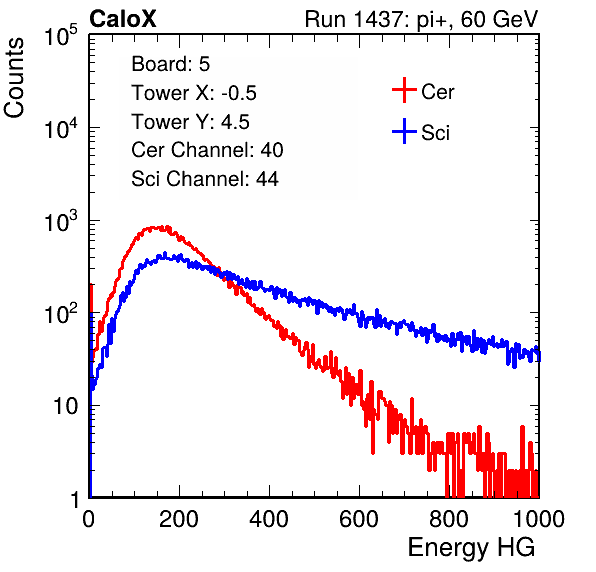 CaloX Run 1437: pi+, 60 GeV
Counts
Board: 5
Tower X: -0.5
Tower Y: 4.5
Cer Channel: 40
Sci Channel: 44
Cer
Sci
10^5
10^4
10^3
10^2
10
1
0 200 400 600 800 1000
Energy HG